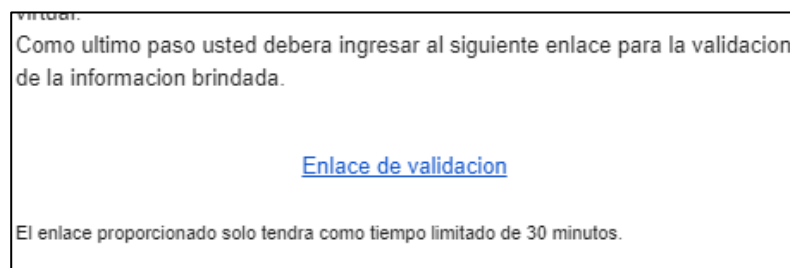 virtual.
Como ultimo paso usted debera ingresar al siguiente enlace para la validacion
de la informacion brindada.
Enlace de validacion
El enlace proporcionado solo tendra como tiempo limitado de 30 minutos.